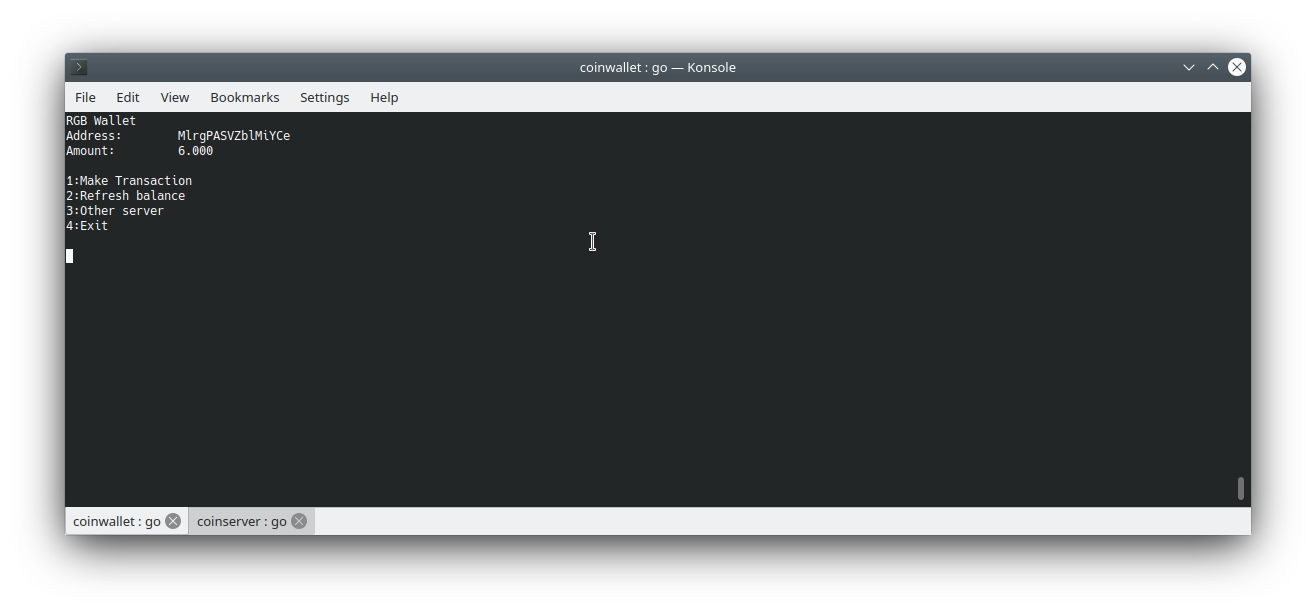 coinwallet : go — Konsole
File Edit View Bookmarks Settings Help
RGB Wallet
Address: MlrgPASVZblMiYCe
Amount: 6.000
1:Make Transaction
2:Refresh balance
3:Other server
4:Exit
coinwallet : go coinserver : go